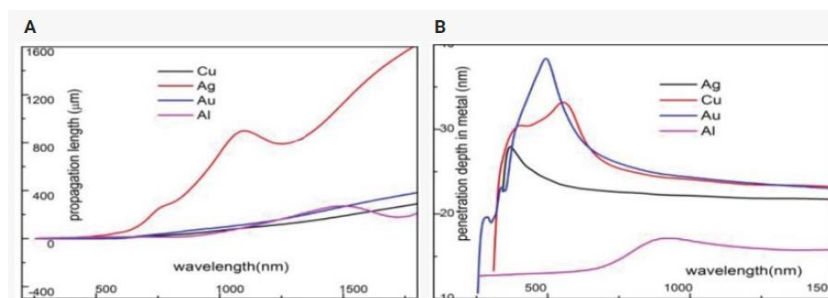 A
1600
1200
800
400
0
-400
propagation length (μm)
Cu
Ag
Au
Al
wavelength(nm)
500
1000
1500
B
30
20
10
penetration depth in metal (nm)
Ag
Cu
Au
Al
wavelength(nm)
500
1000